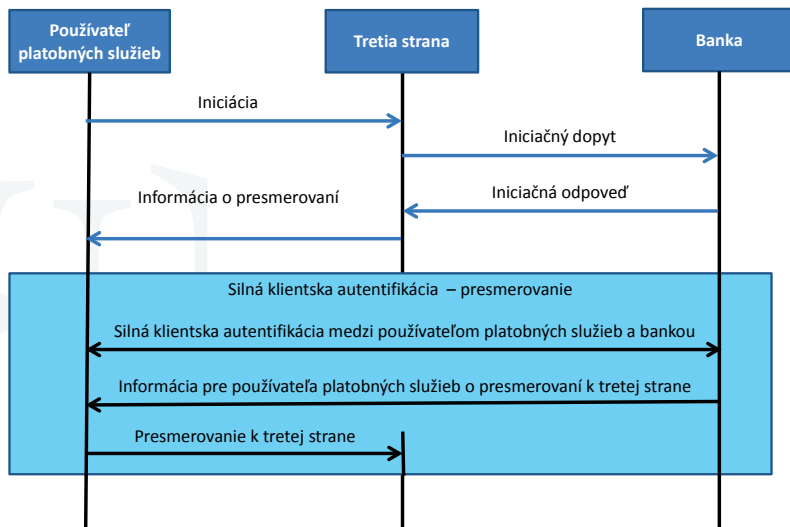 Používateľ
platobných služieb
Tretia strana
Banka
Iniciácia
Iniciačný dopyt
Iniciačná odpoveď
Informácia o presmerovaní
Silná klientska autentifikácia – presmerovanie
Silná klientska autentifikácia medzi používateľom platobných služieb a bankou
Informácia pre používateľa platobných služieb o presmerovaní k tretej strane
Presmerovanie k tretej strane